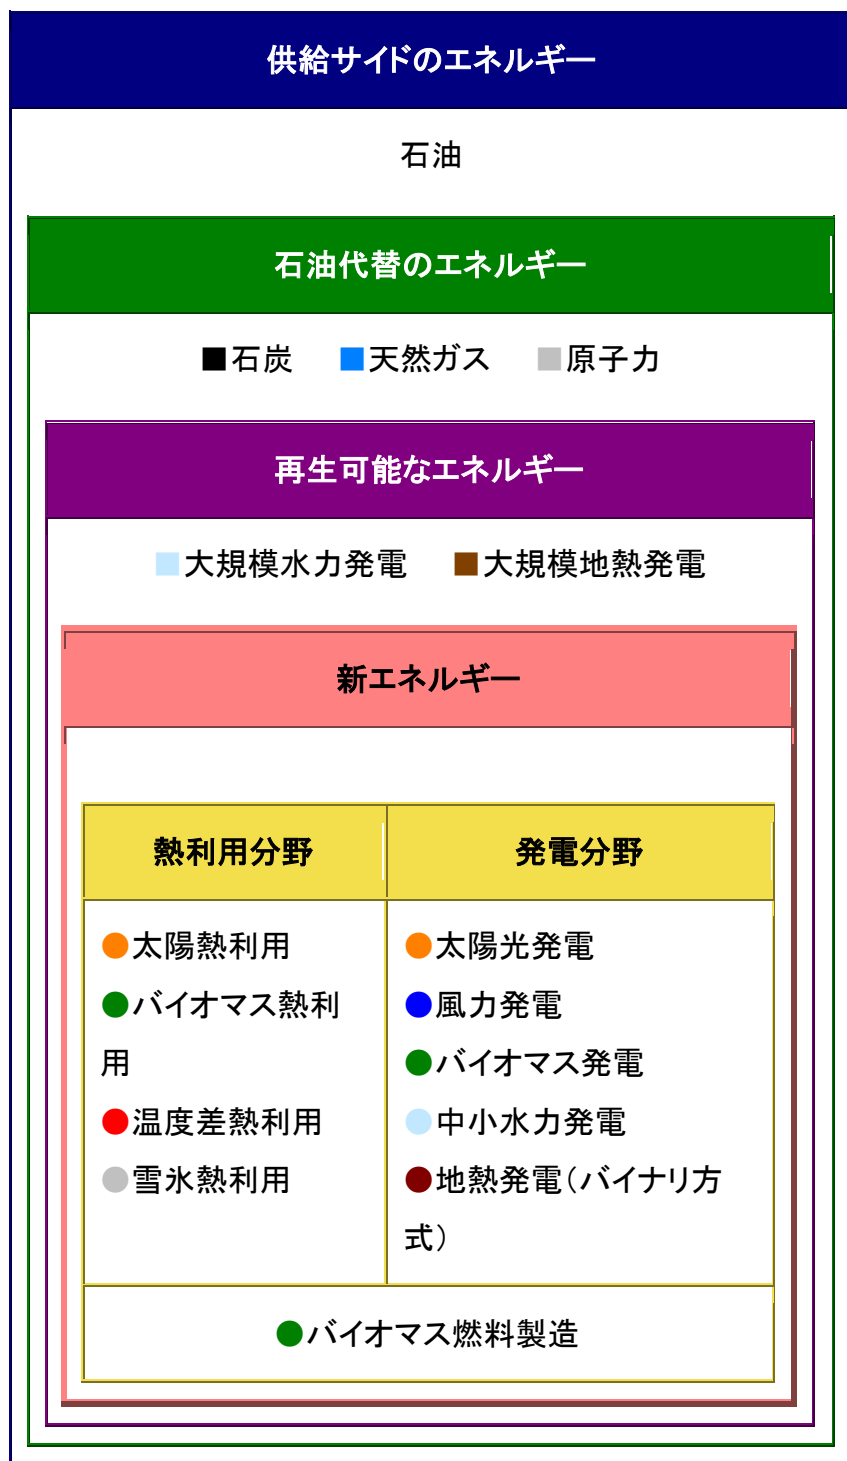 供給サイドのエネルギー
石油
石油代替のエネルギー
■石炭 ■天然ガス ■原子力
再生可能なエネルギー
■大規模水力発電 ■大規模地熱発電
新エネルギー
熱利用分野
●太陽熱利用
●バイオマス熱利
用
●温度差熱利用
●雪氷熱利用
発電分野
●太陽光発電
●風力発電
●バイオマス発電
●中小水力発電
●地熱発電（バイナリ方
式）
●バイオマス燃料製造